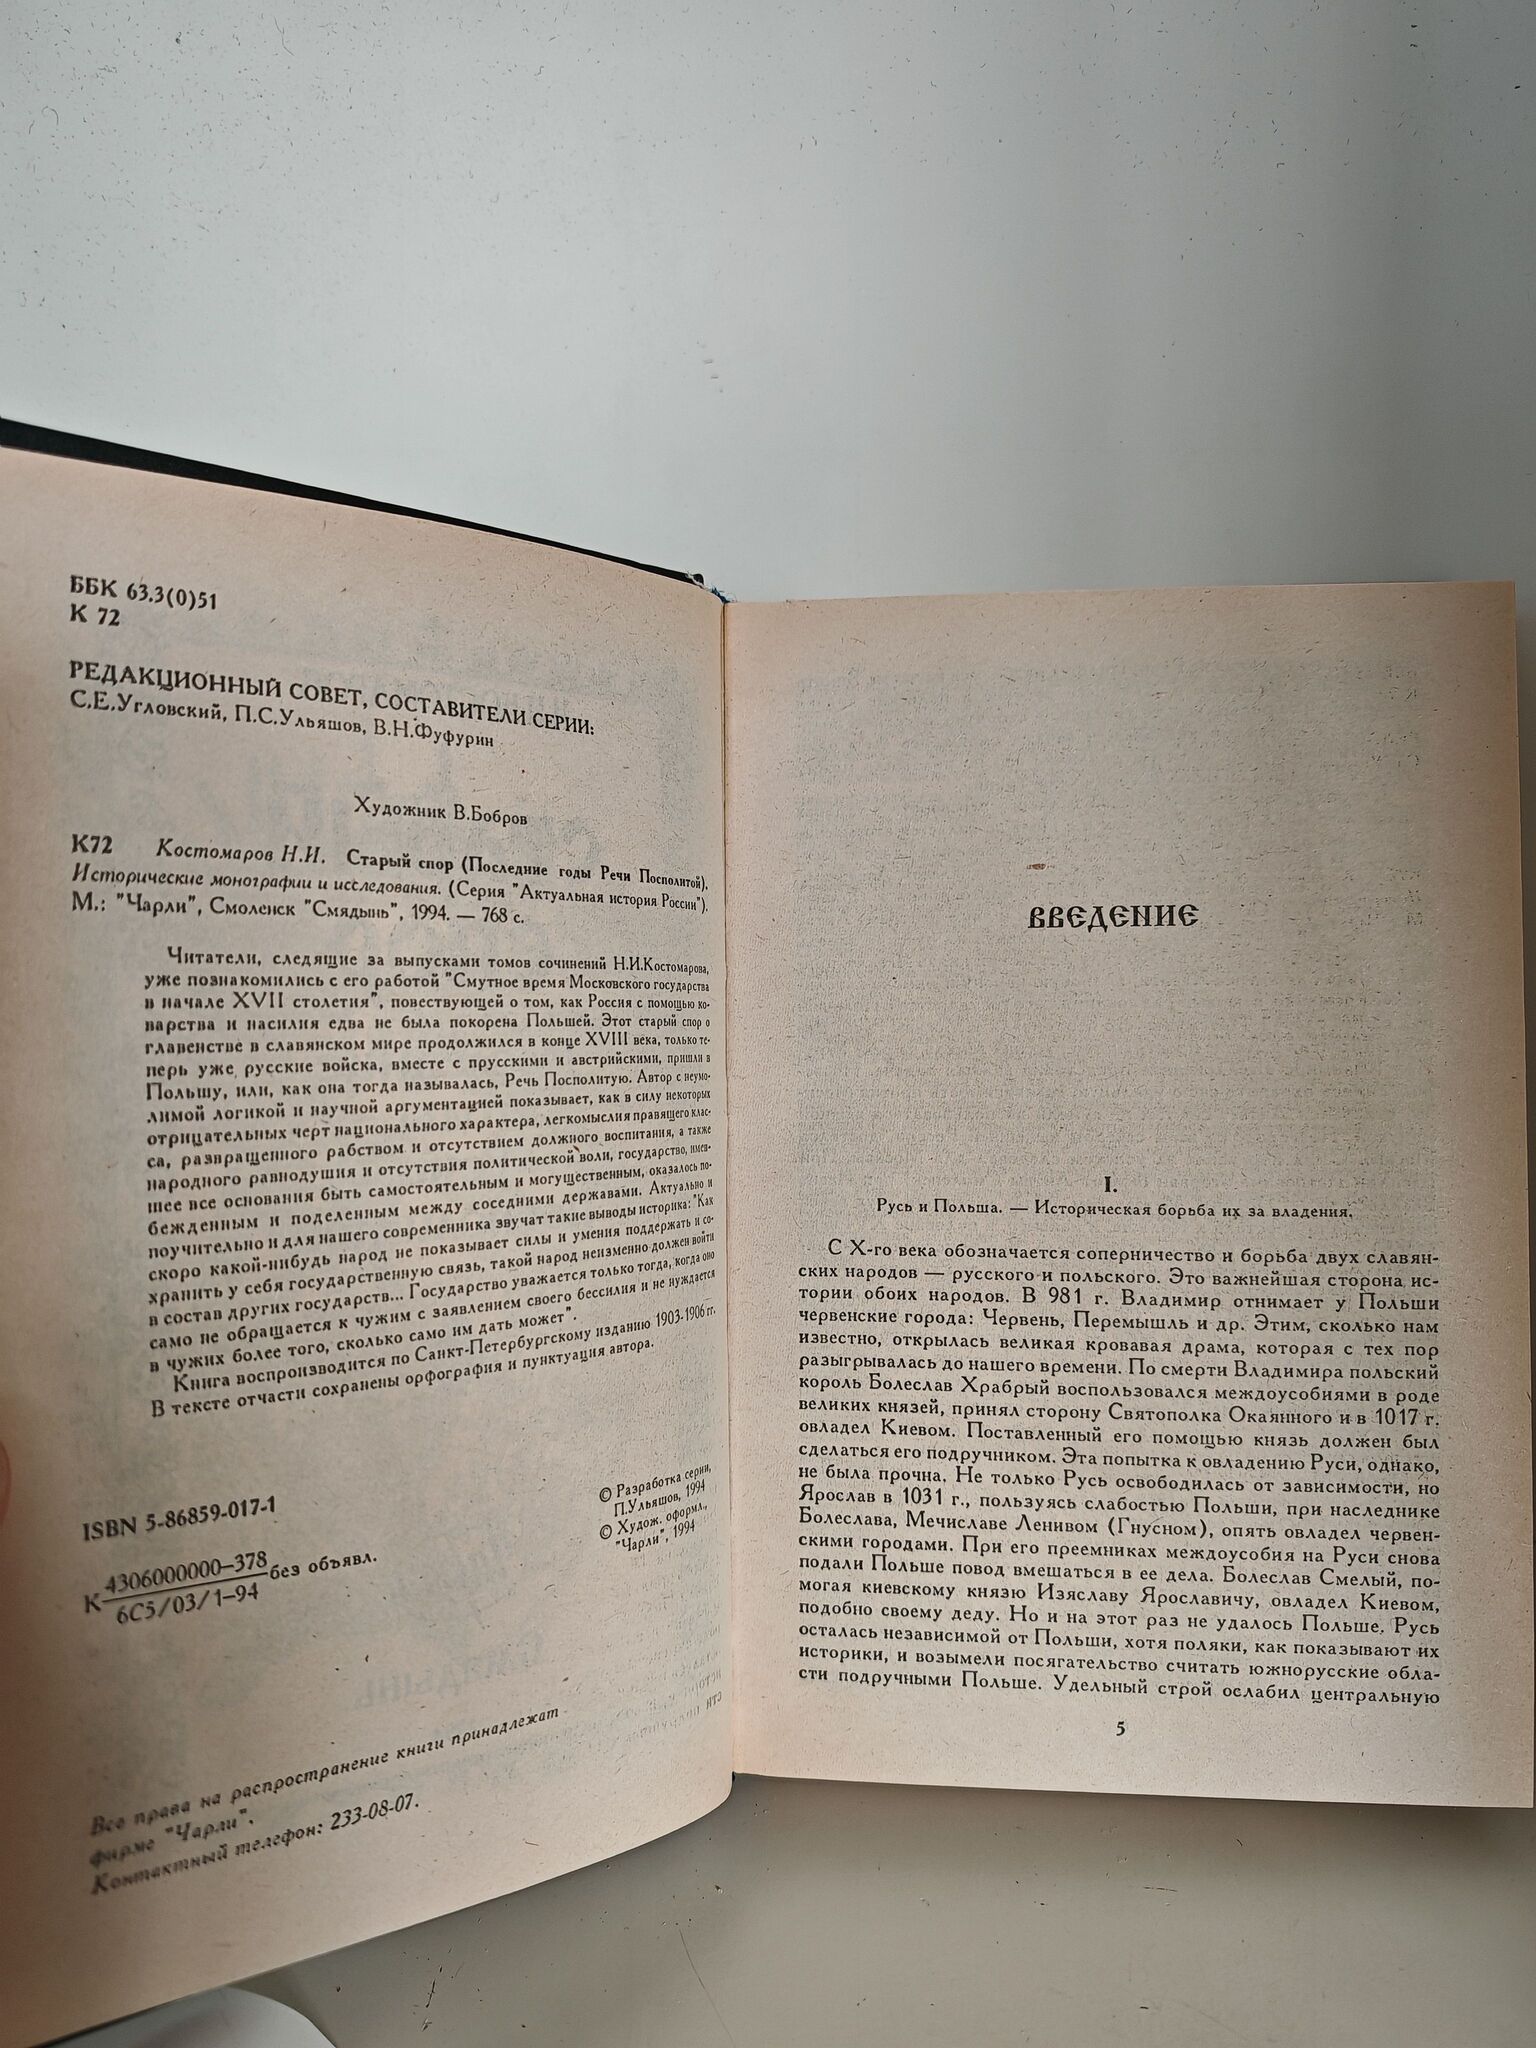 ББК 63.3(0)51
К 72
РЕДАКЦИОННЫЙ СОВЕТ, СОСТАВИТЕЛИ СЕРИИ:
С.Е.Угловский, П.С.Ульяшов, В.Н.Фуфурин
Художник В.Бобров
К72 Костомаров Н.И. Старый спор (Последние годы Речи Посполитой).
Исторические монографии и исследования. (Серия "Актуальная история России").
М.: "Чарли", Смоленск "Смядынь", 1994. — 768 с.
Читатели, следящие за выпусками томов сочинений Н.И.Костомарова,
уже познакомились с его работой "Смутное время Московского государства
в начале XVII столетия", повествующей о том, как Россия с помощью ко-
варства и насилия едва не была покорена Польшей. Этот старый спор о
главенстве в славянском мире продолжился в конце XVIII века, только те-
перь уже русские войска, вместе с прусскими и австрийскими, пришли в
Польшу, или, как она тогда называлась, Речь Посполитую. Автор с неумо-
лимой логикой и научной аргументацией показывает, как в силу некоторых
отрицательных черт национального характера, легкомыслия правящего клас-
са, развращенного рабством и отсутствием должного воспитания, а также
народного равнодушия и отсутствия политической воли, государство, имев-
шее все основания быть самостоятельным и могущественным, оказалось по-
бежденным и поделенным между соседними державами. Актуально и
поучительно и для нашего современника звучат такие выводы историка: "Как
скоро какой-нибудь народ не показывает силы и умения поддержать и со-
хранить у себя государственную связь, такой народ неизменно должен войти
в состав других государств... Государство уважается только тогда, когда оно
само не обращается к чужим с заявлением своего бессилия и не нуждается
в чужих более того, сколько само им дать может".
Книга воспроизводится по Санкт-Петербургскому изданию 1903-1906 гг.
В тексте отчасти сохранены орфография и пунктуация автора.
© Разработка серии,
П.Ульяшов, 1994
© Худож. оформл.,
"Чарли", 1994
ISBN 5-86859-017-1
К 4306000000–378 без объявл.
6С5/03/1–94
Все права на распространение книги принадлежат
фирме "Чарли".
Контактный телефон: 233-08-07.
ВВЕДЕНИЕ
I.
Русь и Польша. — Историческая борьба их за владения.
С X-го века обозначается соперничество и борьба двух славян-
ских народов — русского и польского. Это важнейшая сторона ис-
тории обоих народов. В 981 г. Владимир отнимает у Польши
червенские города: Червень, Перемышль и др. Этим, сколько нам
известно, открылась великая кровавая драма, которая с тех пор
разыгрывалась до нашего времени. По смерти Владимира польский
король Болеслав Храбрый воспользовался междоусобиями в роде
великих князей, принял сторону Святополка Окаянного и в 1017 г.
овладел Киевом. Поставленный его помощью князь должен был
сделаться его подручником. Эта попытка к овладению Руси, однако,
не была прочна. Не только Русь освободилась от зависимости, но
Ярослав в 1031 г., пользуясь слабостью Польши, при наследнике
Болеслава, Мечиславе Ленивом (Гнусном), опять овладел червен-
скими городами. При его преемниках междоусобия на Руси снова
подали Польше повод вмешаться в ее дела. Болеслав Смелый, по-
могая киевскому князю Изяславу Ярославичу, овладел Киевом,
подобно своему деду. Но и на этот раз не удалось Польше. Русь
осталась независимой от Польши, хотя поляки, как показывают их
историки, и возымели посягательство считать южнорусские обла-
сти подручными Польше. Удельный строй ослабил центральную
5